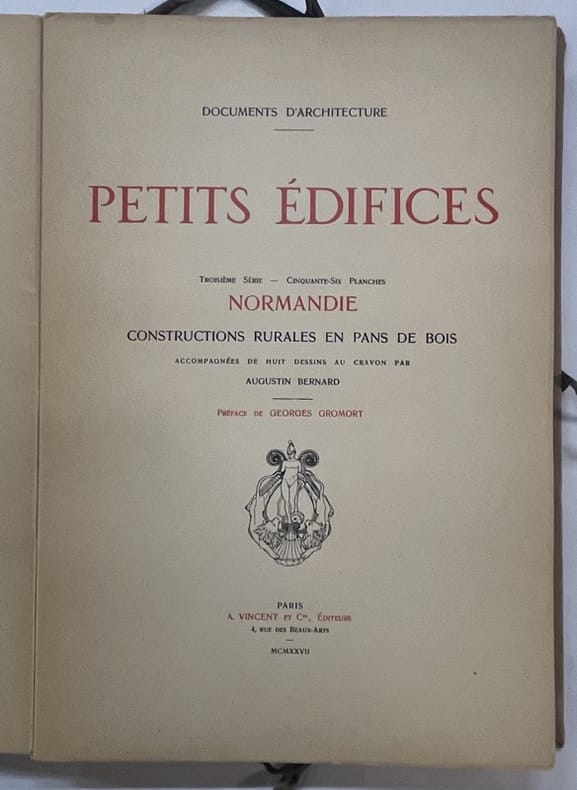 DOCUMENTS D'ARCHITECTURE
PETITS ÉDIFICES
TROISIÈME SÉRIE — CINQUANTE-SIX PLANCHES
NORMANDIE
CONSTRUCTIONS RURALES EN PANS DE BOIS
ACCOMPAGNÉES DE HUIT DESSINS AU CRAYON PAR
AUGUSTIN BERNARD
PRÉFACE DE GEORGES GROMORT
PARIS
A. VINCENT ET Cie, ÉDITEURS
4, RUE DES BEAUX-ARTS
MCMXXVII